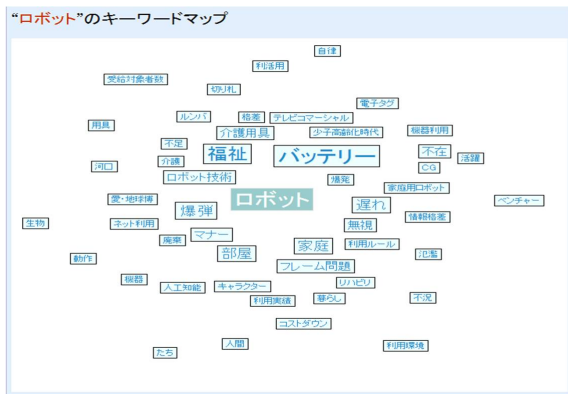 “ロボット”のキーワードマップ
自律
利活用
受給対象者数
切り札
電子タグ
ルンバ
格差
テレビコマーシャル
用具
介護用具
少子高齢化時代
機器利用
不足
福祉
バッテリー
不在
活躍
介護
CG
河口
ロボット技術
爆発
家庭用ロボット
愛・地球博
ロボット
ベンチャー
爆弾
遅れ
情報格差
生物
ネット利用
無視
マナー
廃棄
家庭
利用ルール
部屋
氾濫
動作
フレーム問題
機器
人工知能
キャラクター
リハビリ
利用実績
暮らし
不況
コストダウン
人間
利用環境
たち